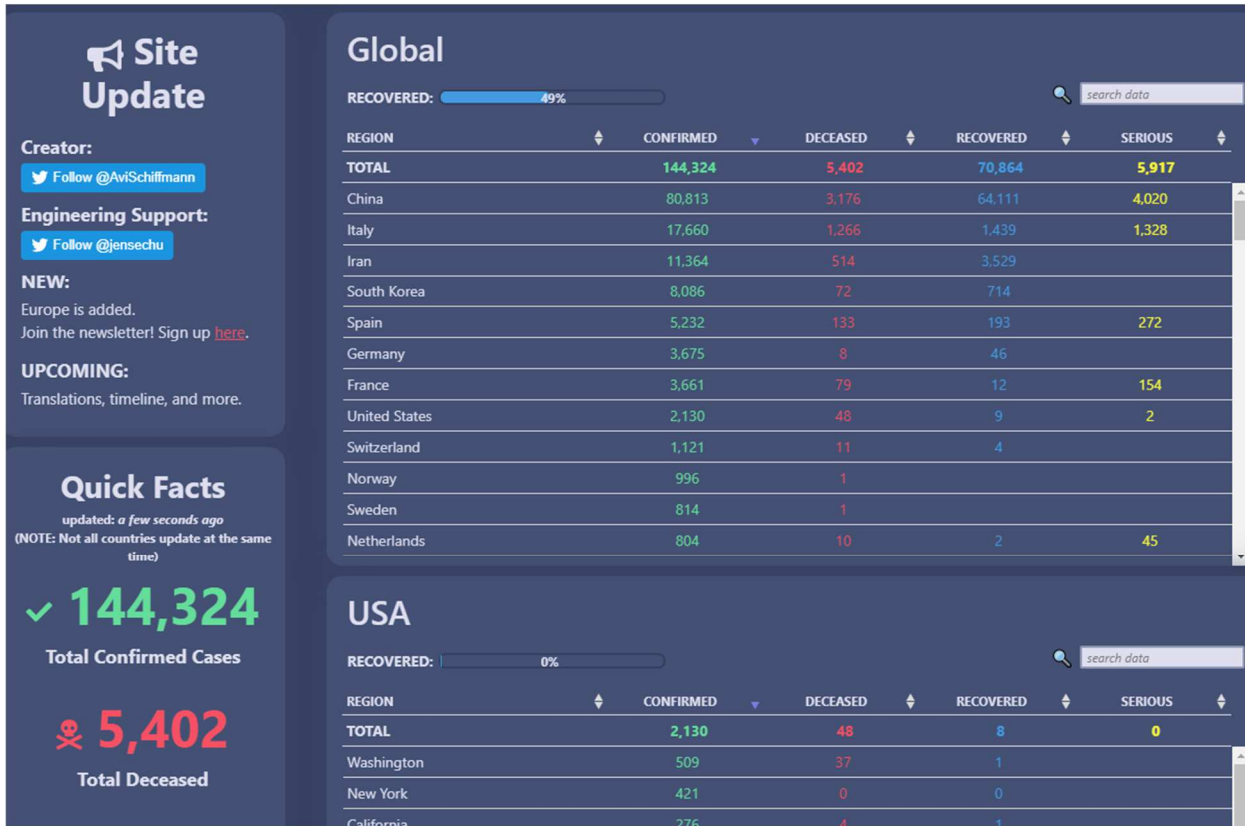 Site
Update
Creator:
Follow @AviSchiffmann
Engineering Support:
Follow @jensechu
NEW:
Europe is added.
Join the newsletter! Sign up here.
UPCOMING:
Translations, timeline, and more.
Quick Facts
updated: a few seconds ago
(NOTE: Not all countries update at the same
time)
144,324
Total Confirmed Cases
5,402
Total Deceased
Global
RECOVERED: 49%
search data
REGION CONFIRMED DECEASED RECOVERED SERIOUS
TOTAL 144,324 5,402 70,864 5,917
China 80,813 3,176 64,111 4,020
Italy 17,660 1,266 1,439 1,328
Iran 11,364 514 3,529
South Korea 8,086 72 714
Spain 5,232 133 193 272
Germany 3,675 8 46
France 3,661 79 12 154
United States 2,130 48 9 2
Switzerland 1,121 11 4
Norway 996 1
Sweden 814 1
Netherlands 804 10 2 45
USA
RECOVERED: 0%
search data
REGION CONFIRMED DECEASED RECOVERED SERIOUS
TOTAL 2,130 48 8 0
Washington 509 37 1
New York 421 0 0
California 276 4 1